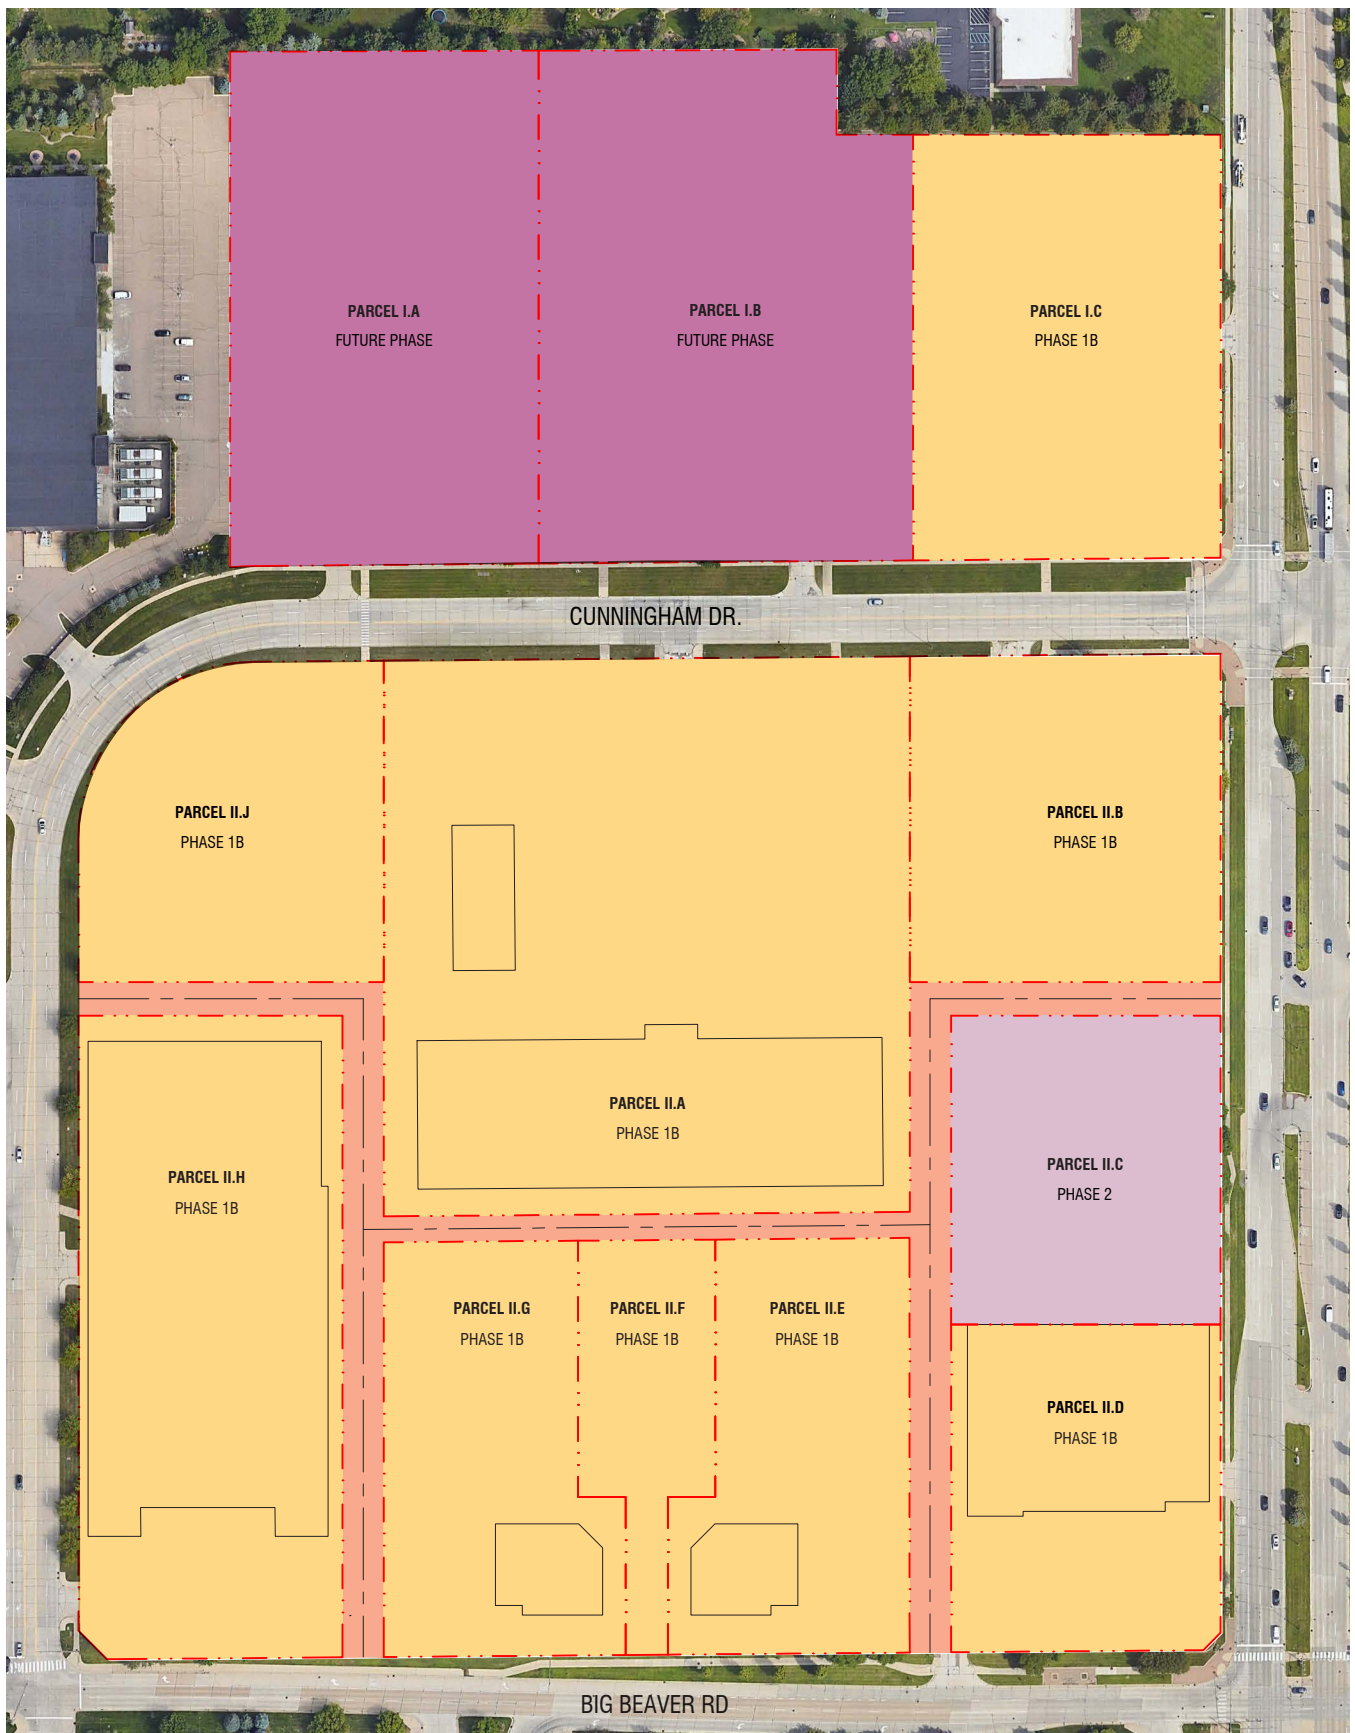 PARCEL I.A
FUTURE PHASE
PARCEL I.B
FUTURE PHASE
PARCEL I.C
PHASE 1B
CUNNINGHAM DR.
PARCEL II.J
PHASE 1B
PARCEL II.B
PHASE 1B
PARCEL II.A
PHASE 1B
PARCEL II.H
PHASE 1B
PARCEL II.C
PHASE 2
PARCEL II.G
PHASE 1B
PARCEL II.F
PHASE 1B
PARCEL II.E
PHASE 1B
PARCEL II.D
PHASE 1B
BIG BEAVER RD